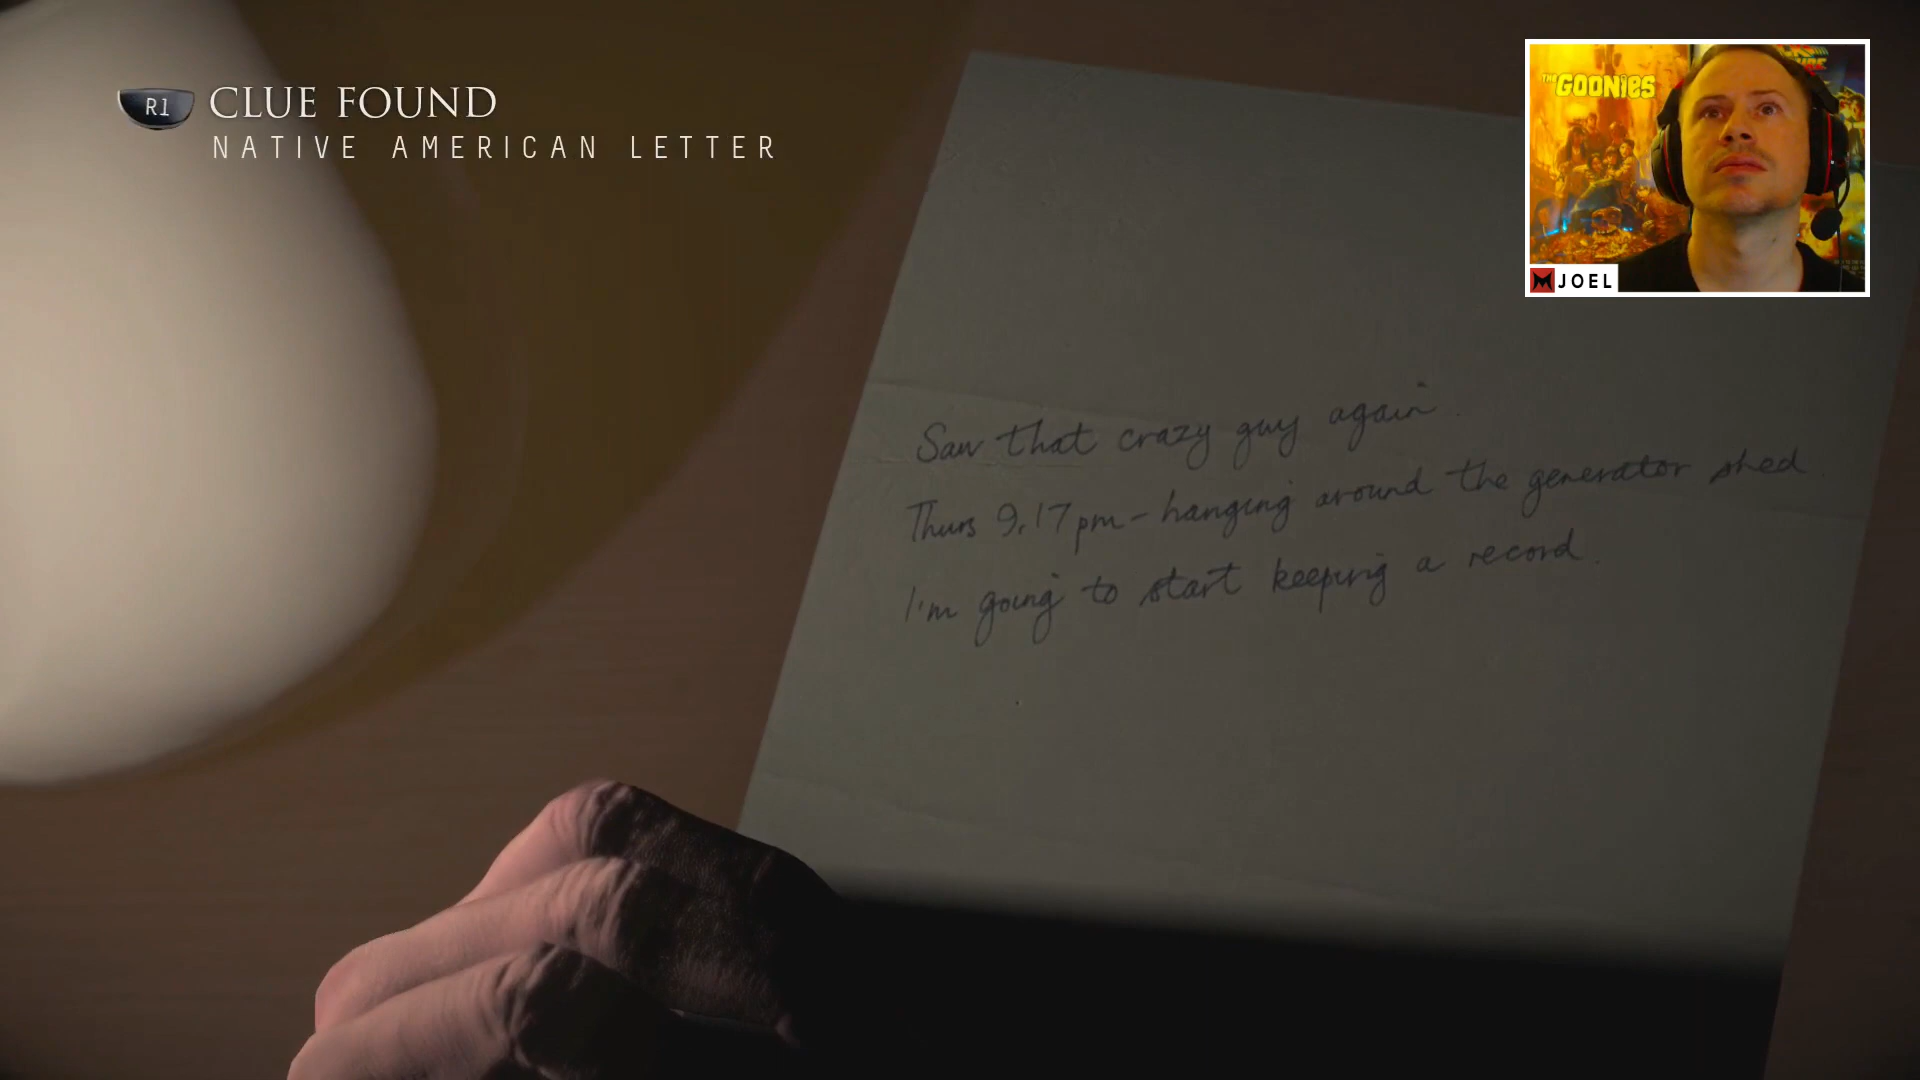 R1 CLUE FOUND
NATIVE AMERICAN LETTER
THE GOONIES
JOEL
Saw that crazy guy again.
Thurs 9.17pm - hanging around the generator shed.
I'm going to start keeping a record.